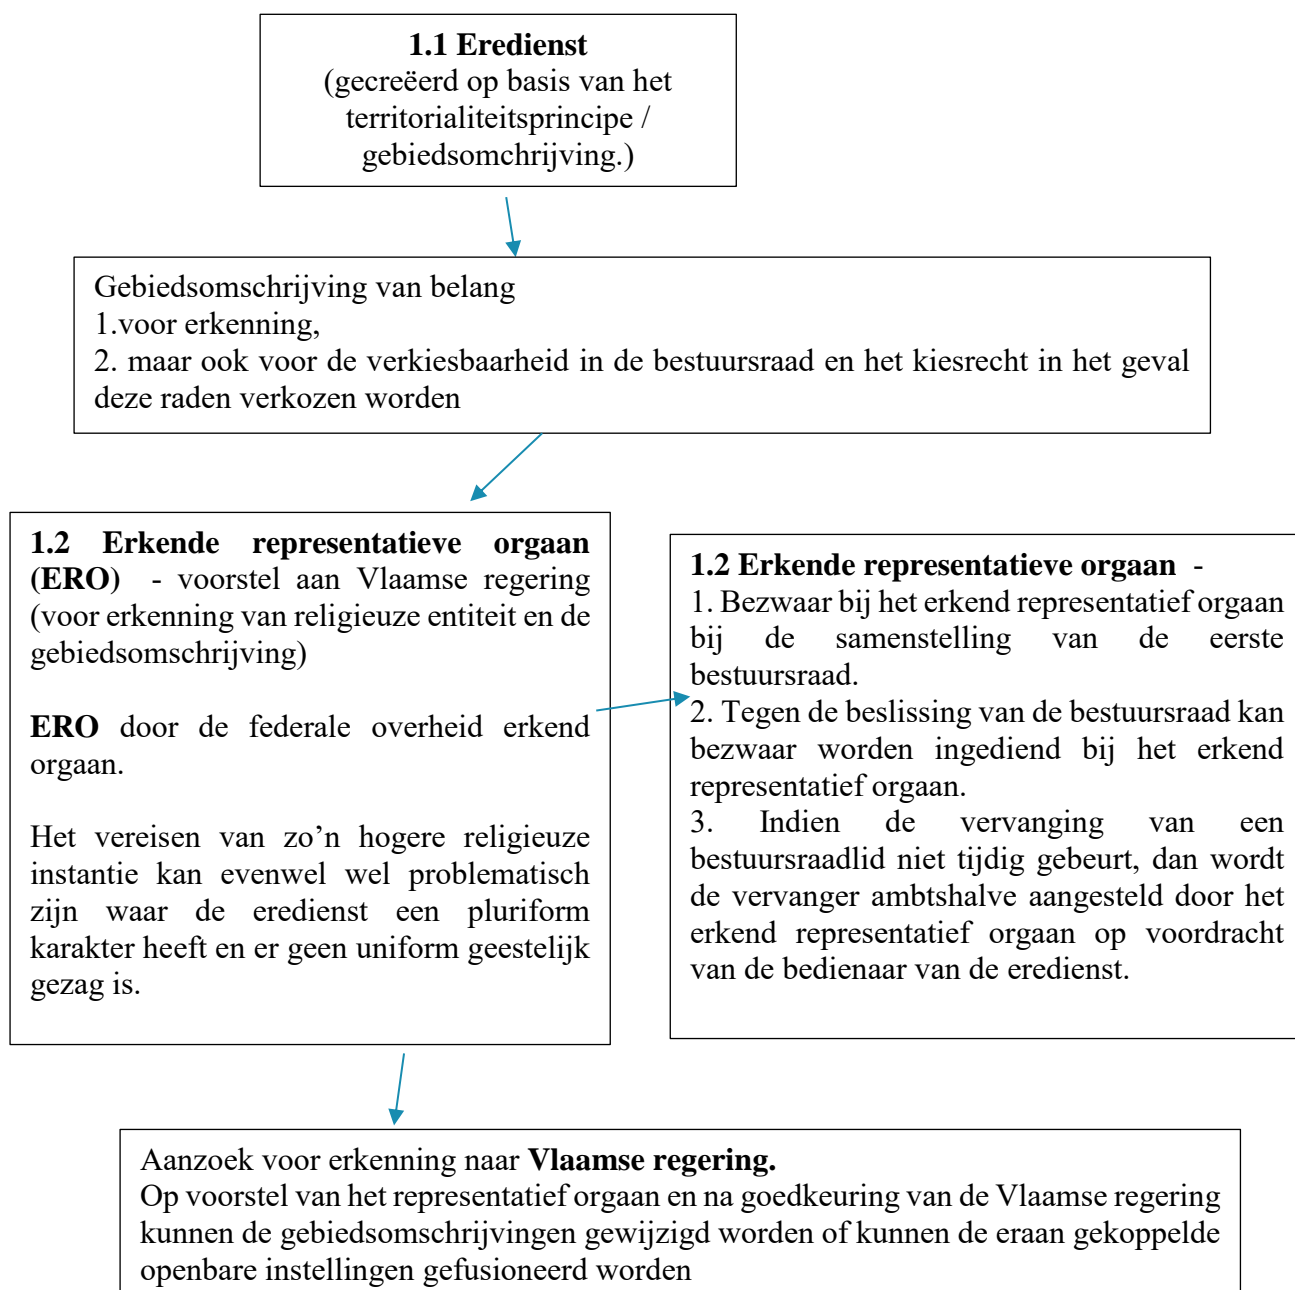 1.1 Eredienst
(gecreëerd op basis van het
territorialiteitsprincipe /
gebiedsomchrijving.)
Gebiedsomschrijving van belang
1.voor erkenning,
2. maar ook voor de verkiesbaarheid in de bestuursraad en het kiesrecht in het geval
deze raden verkozen worden
1.2 Erkende representatieve orgaan
(ERO) - voorstel aan Vlaamse regering
(voor erkenning van religieuze entiteit en de
gebiedsomschrijving)
ERO door de federale overheid erkend
orgaan.
Het vereisen van zo’n hogere religieuze
instantie kan evenwel wel problematisch
zijn waar de eredienst een pluriform
karakter heeft en er geen uniform geestelijk
gezag is.
1.2 Erkende representatieve orgaan -
1. Bezwaar bij het erkend representatief orgaan
bij de samenstelling van de eerste
bestuursraad.
2. Tegen de beslissing van de bestuursraad kan
bezwaar worden ingediend bij het erkend
representatief orgaan.
3. Indien de vervanging van een
bestuursraadlid niet tijdig gebeurt, dan wordt
de vervanger ambtshalve aangesteld door het
erkend representatief orgaan op voordracht
van de bedienaar van de eredienst.
Aanzoek voor erkenning naar Vlaamse regering.
Op voorstel van het representatief orgaan en na goedkeuring van de Vlaamse regering
kunnen de gebiedsomschrijvingen gewijzigd worden of kunnen de eraan gekoppelde
openbare instellingen gefusioneerd worden